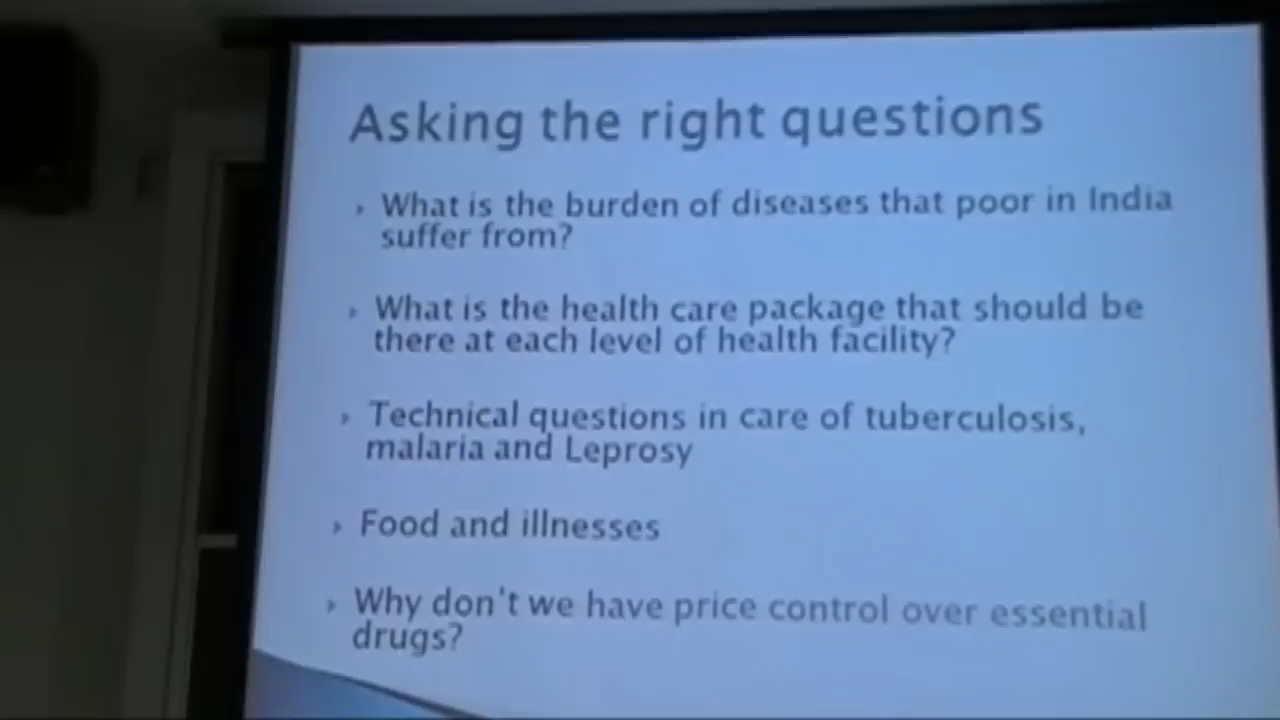 Asking the right questions
What is the burden of diseases that poor in India
suffer from?
What is the health care package that should be
there at each level of health facility?
Technical questions in care of tuberculosis,
malaria and Leprosy
Food and illnesses
Why don't we have price control over essential
drugs?